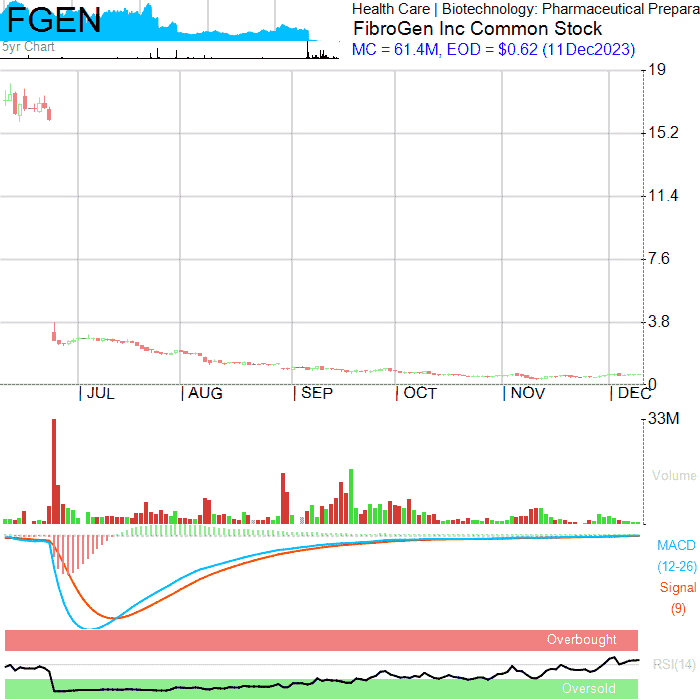 FGEN
5yr Chart
Health Care | Biotechnology: Pharmaceutical Prepara
FibroGen Inc Common Stock
MC = 61.4M, EOD = $0.62 (11Dec2023)
19
15.2
11.4
7.6
3.8
0
| JUL | AUG | SEP | OCT | NOV | DEC
33M
Volume
MACD
(12-26)
Signal
(9)
Overbought
RSI(14)
Oversold